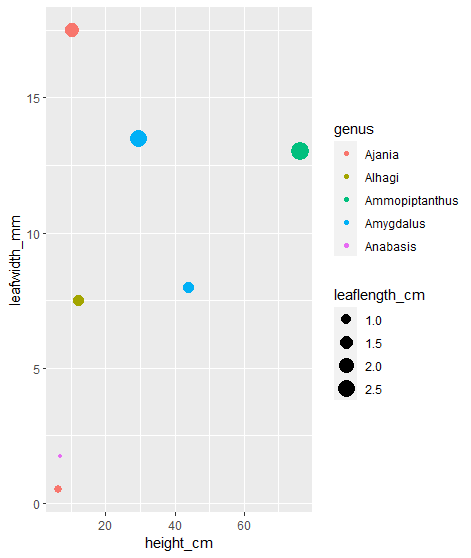 leafwidth_mm
15
10
5
0
20
40
60
height_cm
genus
Ajania
Alhagi
Ammopiptanthus
Amygdalus
Anabasis
leaflength_cm
1.0
1.5
2.0
2.5